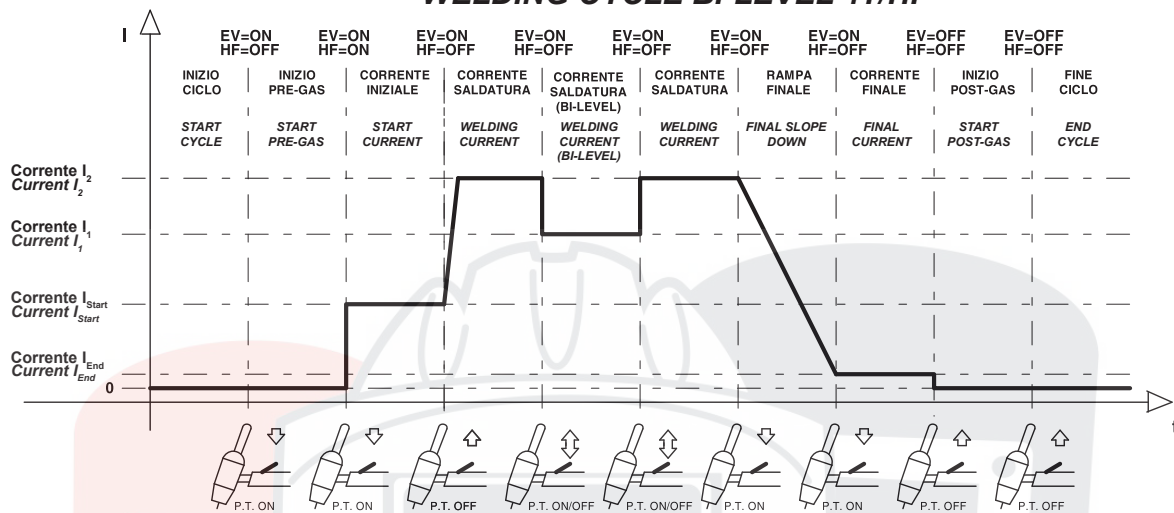 WELDING CYCLE BI-LEVEL 4T/HF
I
EV=ON EV=ON EV=ON EV=ON EV=ON EV=ON EV=ON EV=OFF EV=OFF
HF=OFF HF=ON HF=OFF HF=OFF HF=OFF HF=OFF HF=OFF HF=OFF HF=OFF
INIZIO CICLO
START CYCLE
INIZIO PRE-GAS
START PRE-GAS
CORRENTE INIZIALE
START CURRENT
CORRENTE SALDATURA
WELDING CURRENT
CORRENTE SALDATURA (BI-LEVEL)
WELDING CURRENT (BI-LEVEL)
CORRENTE SALDATURA
WELDING CURRENT
RAMPA FINALE
FINAL SLOPE DOWN
CORRENTE FINALE
FINAL CURRENT
INIZIO POST-GAS
START POST-GAS
FINE CICLO
END CYCLE
Corrente I2
Current I2
Corrente I1
Current I1
Corrente IStart
Current IStart
Corrente IEnd
Current IEnd
0
t
P.T. ON P.T. ON P.T. OFF P.T. ON/OFF P.T. ON/OFF P.T. ON P.T. ON P.T. OFF P.T. OFF